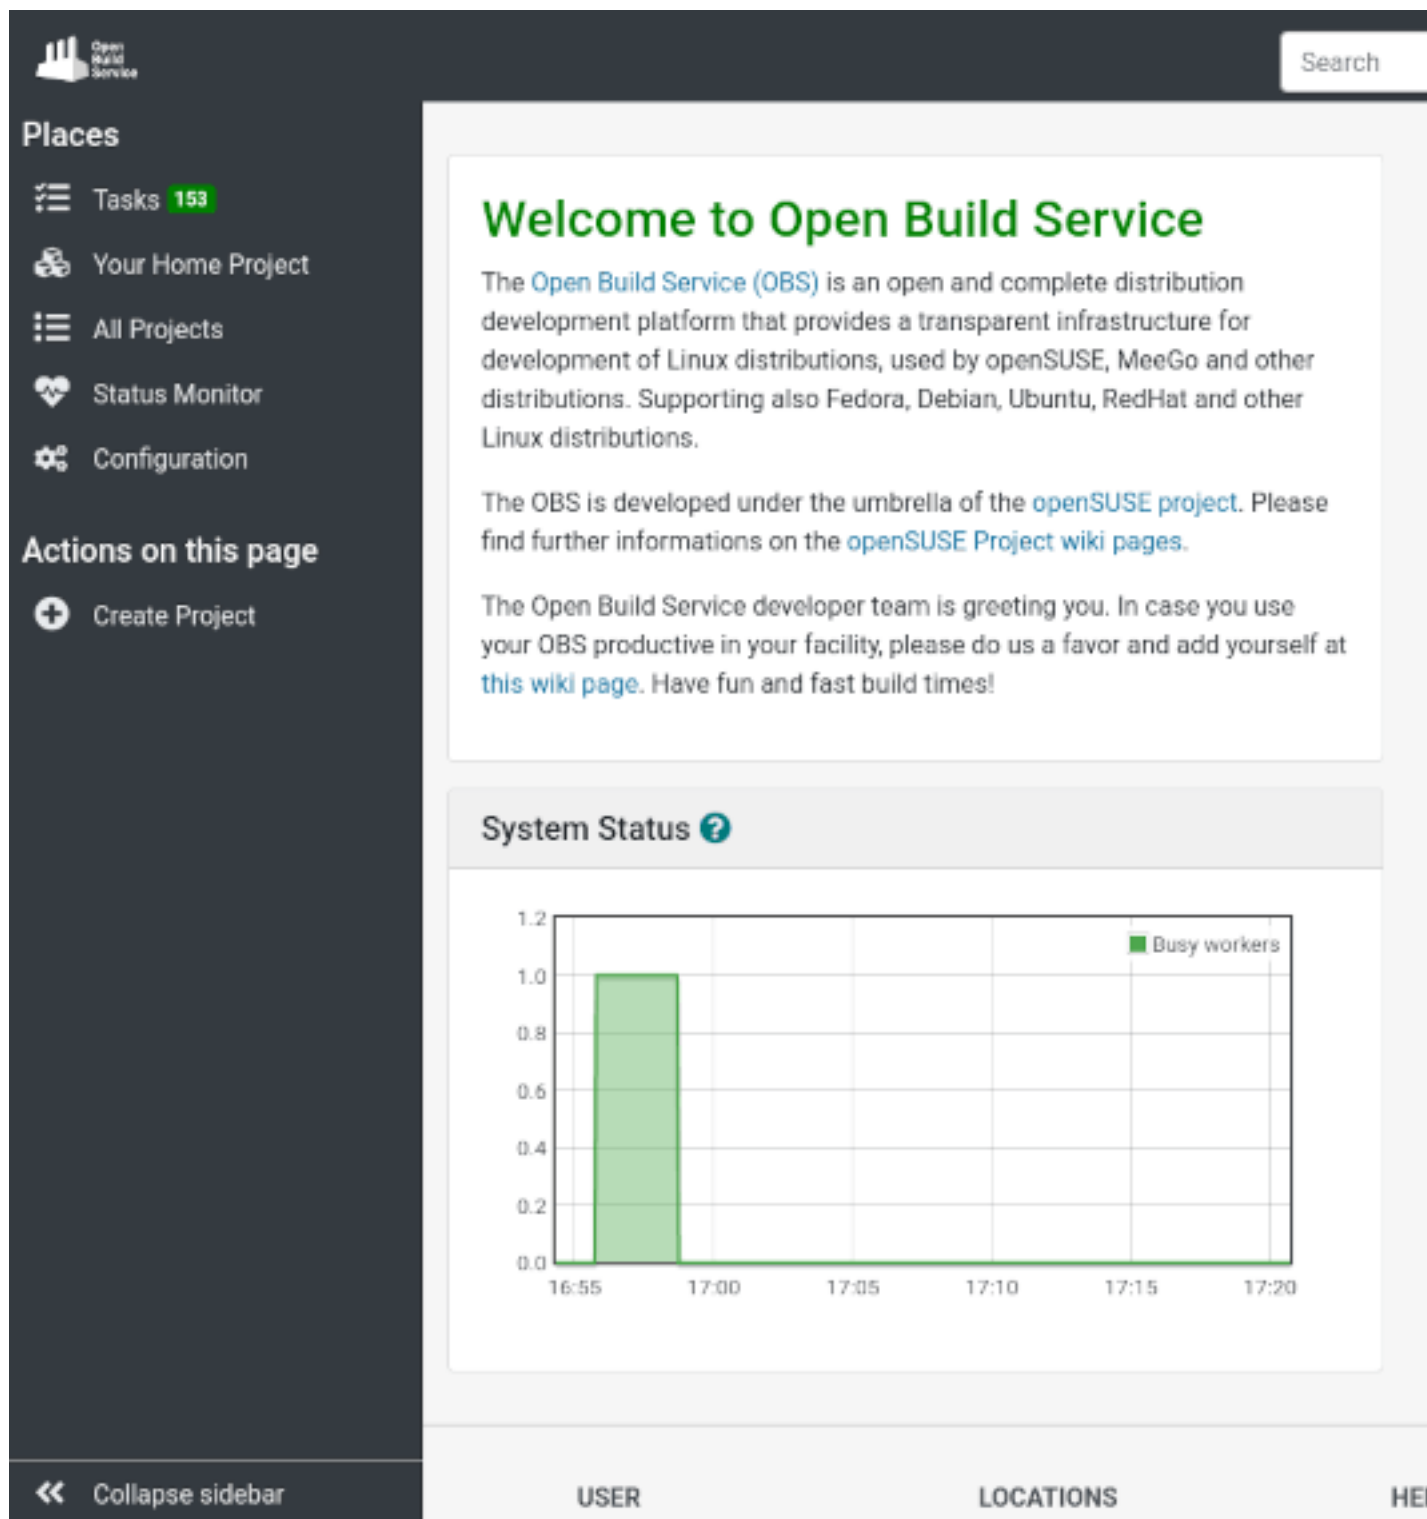 Open
Build
Service
Search
Places
Tasks 153
Your Home Project
All Projects
Status Monitor
Configuration
Actions on this page
Create Project
Collapse sidebar
Welcome to Open Build Service
The Open Build Service (OBS) is an open and complete distribution
development platform that provides a transparent infrastructure for
development of Linux distributions, used by openSUSE, MeeGo and other
distributions. Supporting also Fedora, Debian, Ubuntu, RedHat and other
Linux distributions.
The OBS is developed under the umbrella of the openSUSE project. Please
find further informations on the openSUSE Project wiki pages.
The Open Build Service developer team is greeting you. In case you use
your OBS productive in your facility, please do us a favor and add yourself at
this wiki page. Have fun and fast build times!
System Status ?
1.2
Busy workers
1.0
0.8
0.6
0.4
0.2
0.0
16:55 17:00 17:05 17:10 17:15 17:20
USER LOCATIONS